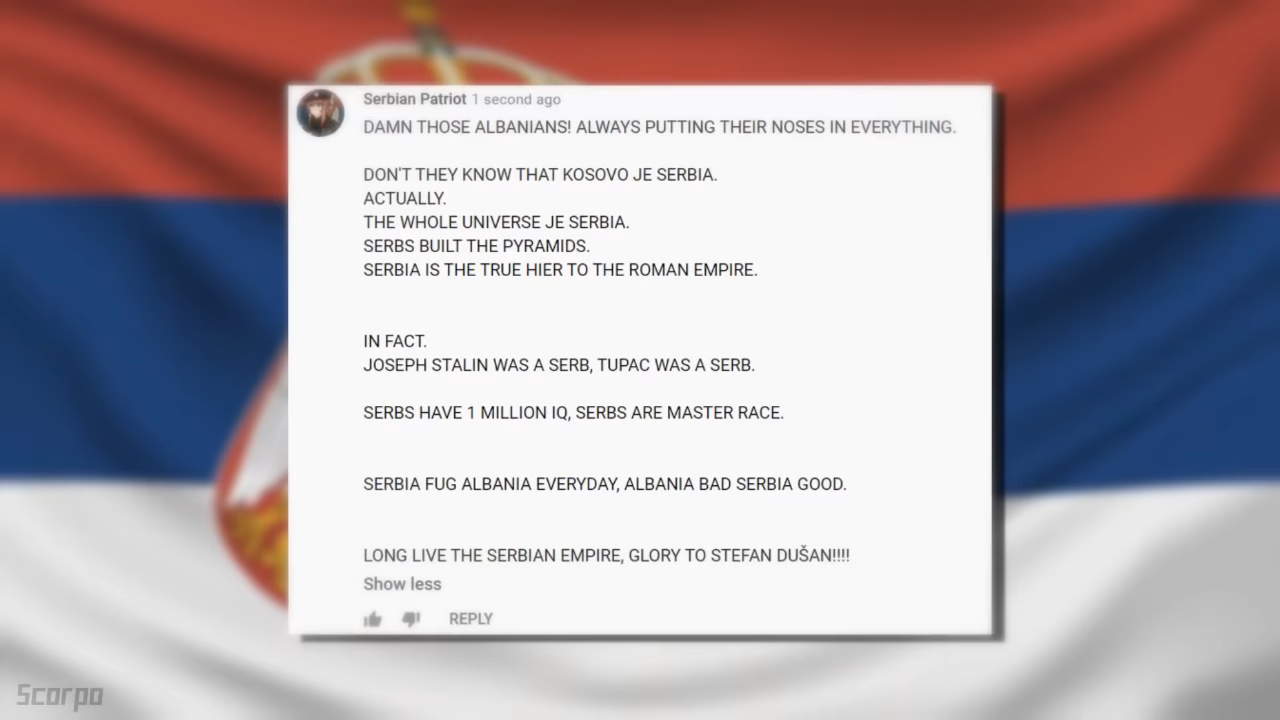 Serbian Patriot 1 second ago
DAMN THOSE ALBANIANS! ALWAYS PUTTING THEIR NOSES IN EVERYTHING.
DON'T THEY KNOW THAT KOSOVO JE SERBIA.
ACTUALLY.
THE WHOLE UNIVERSE JE SERBIA.
SERBS BUILT THE PYRAMIDS.
SERBIA IS THE TRUE HIER TO THE ROMAN EMPIRE.
IN FACT.
JOSEPH STALIN WAS A SERB, TUPAC WAS A SERB.
SERBS HAVE 1 MILLION IQ, SERBS ARE MASTER RACE.
SERBIA FUG ALBANIA EVERYDAY, ALBANIA BAD SERBIA GOOD.
LONG LIVE THE SERBIAN EMPIRE, GLORY TO STEFAN DUŠAN!!!!
Show less
REPLY
Scorpo